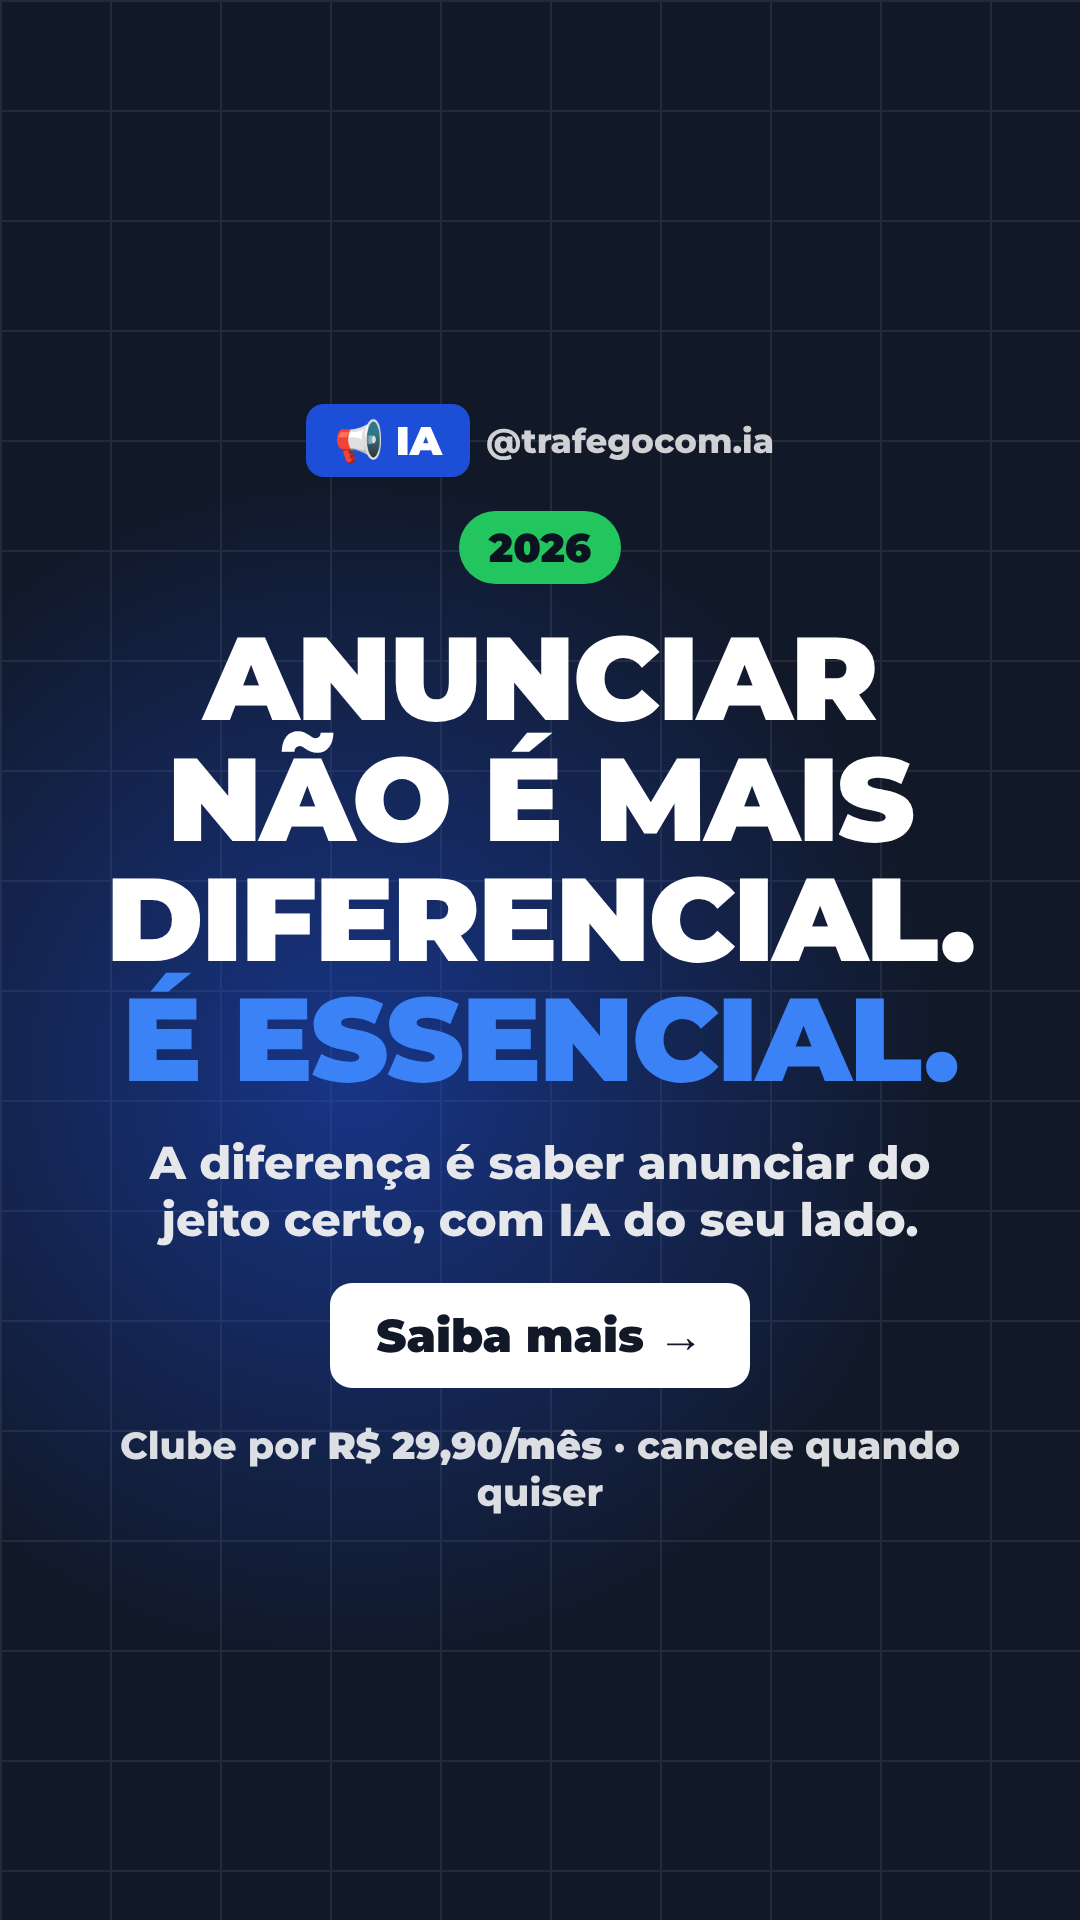 📢 IA @trafegocom.ia
2026
ANUNCIAR
NÃO É MAIS
DIFERENCIAL.
É ESSENCIAL.
A diferença é saber anunciar do
jeito certo, com IA do seu lado.
Saiba mais →
Clube por R$ 29,90/mês · cancele quando
quiser